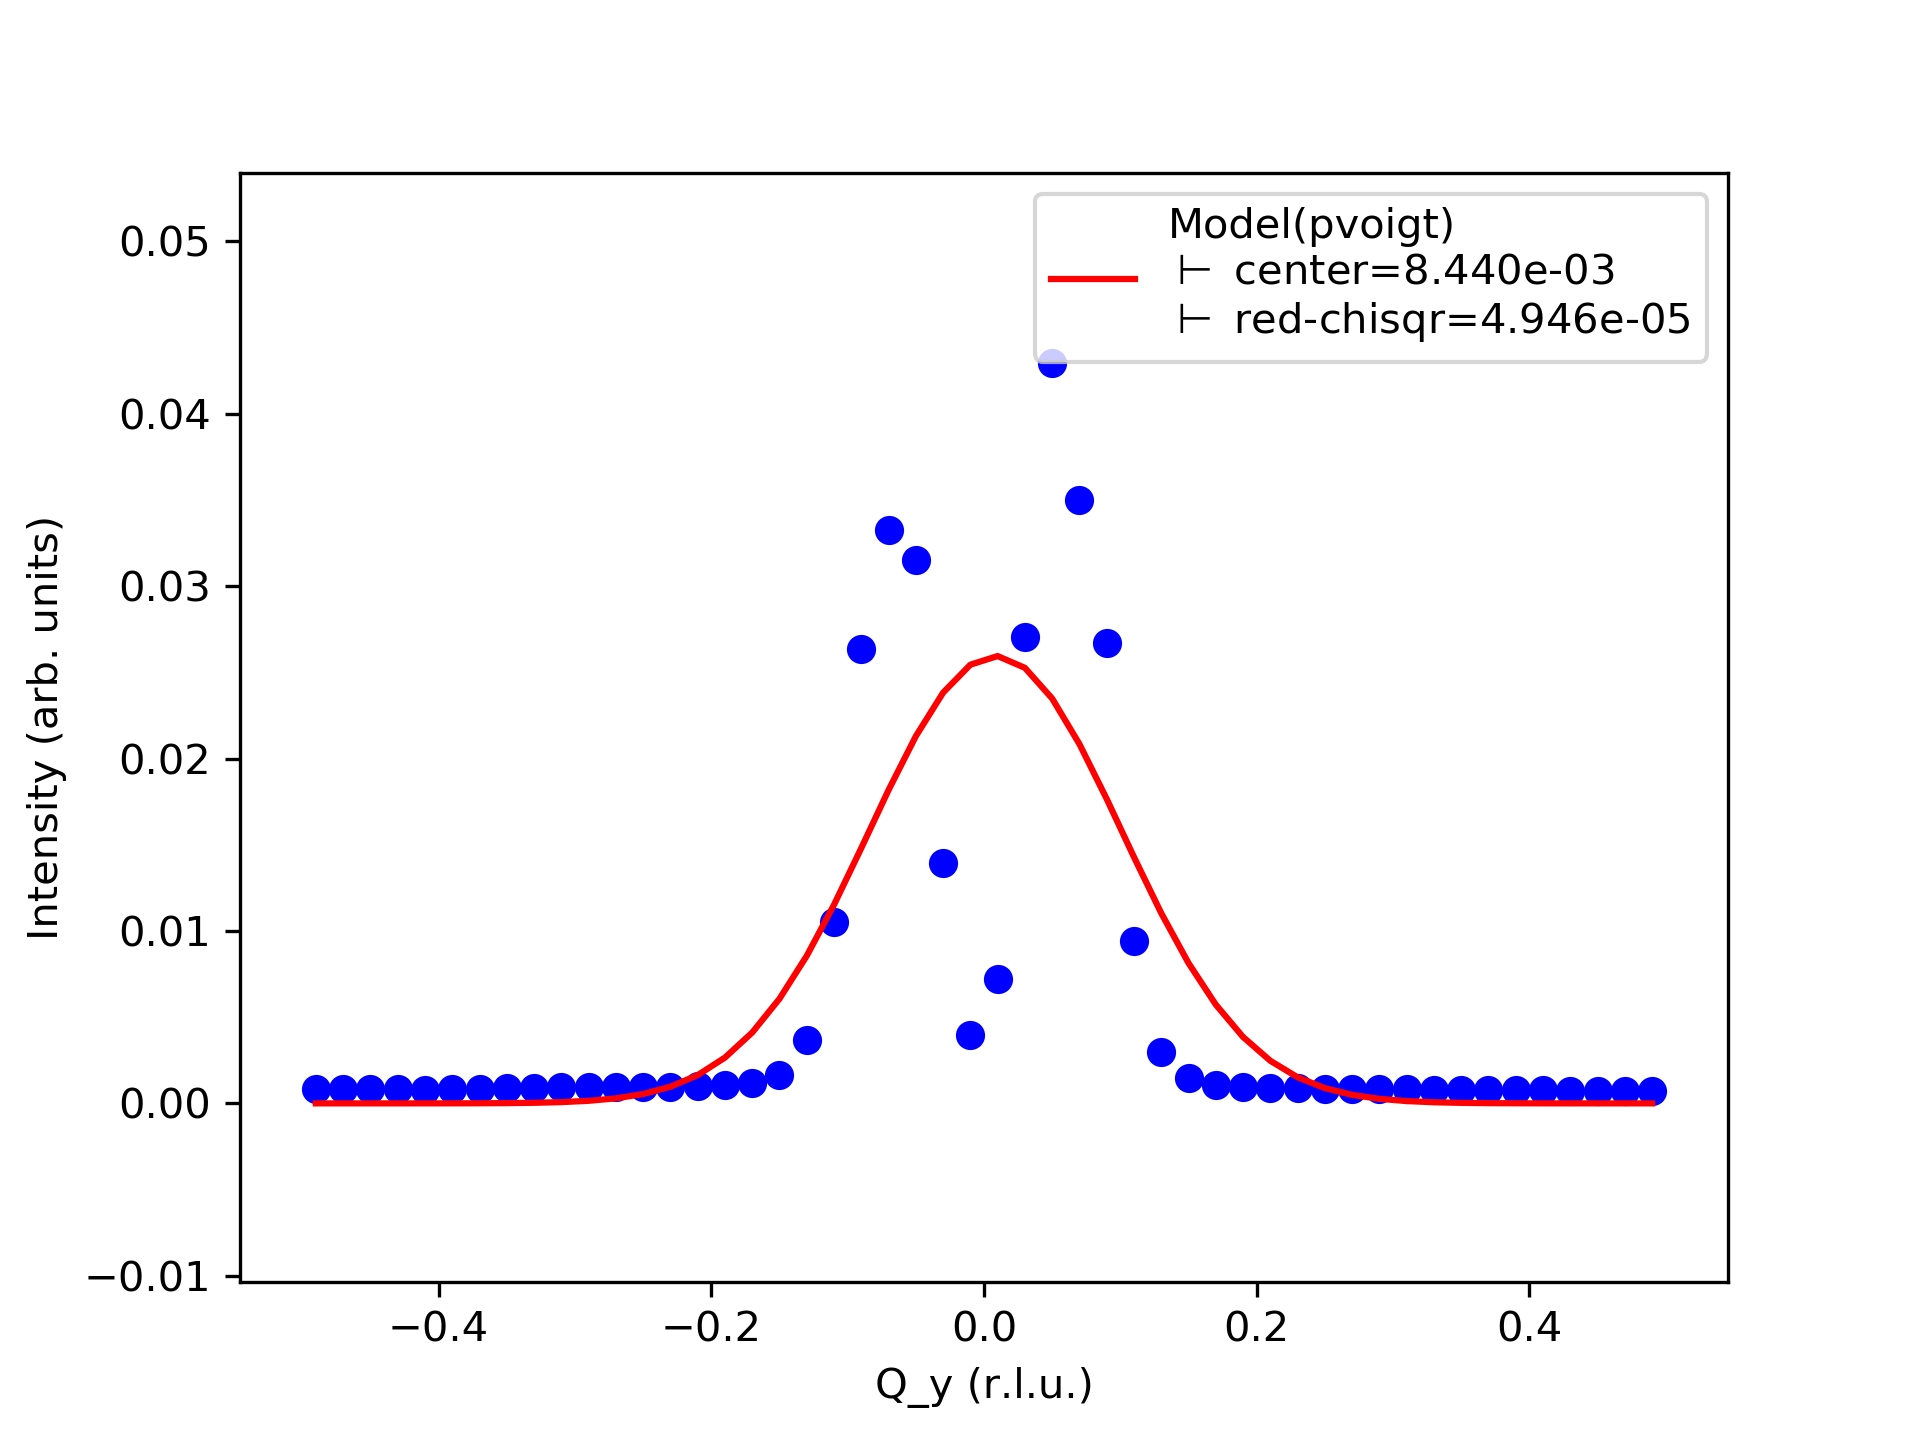 Model(pvoigt)
⊢ center=8.440e-03
⊢ red-chisqr=4.946e-05
0.05
0.04
0.03
0.02
0.01
0.00
−0.01
Intensity (arb. units)
−0.4 −0.2 0.0 0.2 0.4
Q_y (r.l.u.)